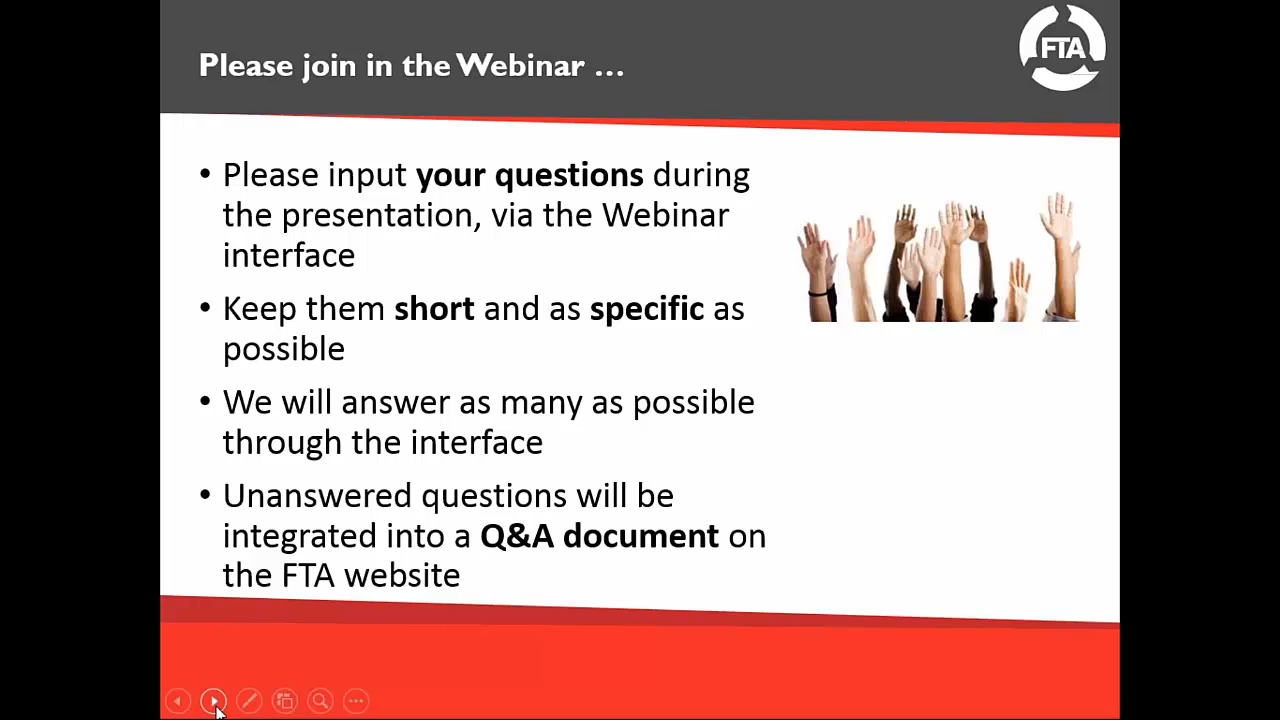 Please join in the Webinar ...
FTA
• Please input your questions during
the presentation, via the Webinar
interface
• Keep them short and as specific as
possible
• We will answer as many as possible
through the interface
• Unanswered questions will be
integrated into a Q&A document on
the FTA website